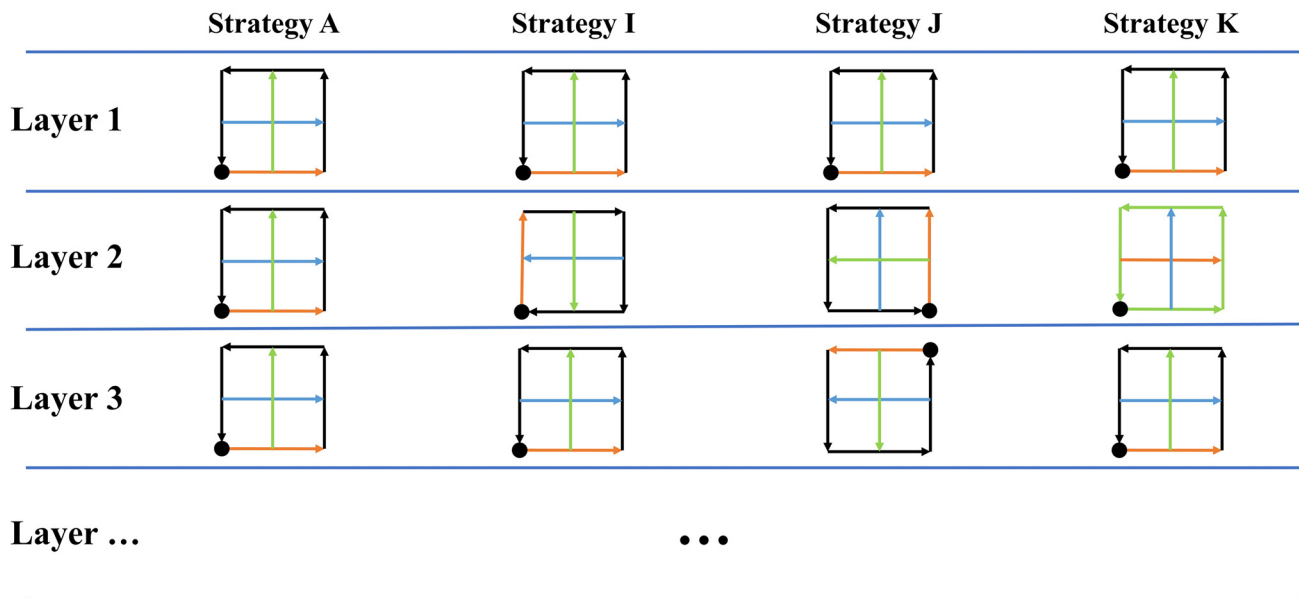 Strategy A Strategy I Strategy J Strategy K
Layer 1
Layer 2
Layer 3
Layer ... ...